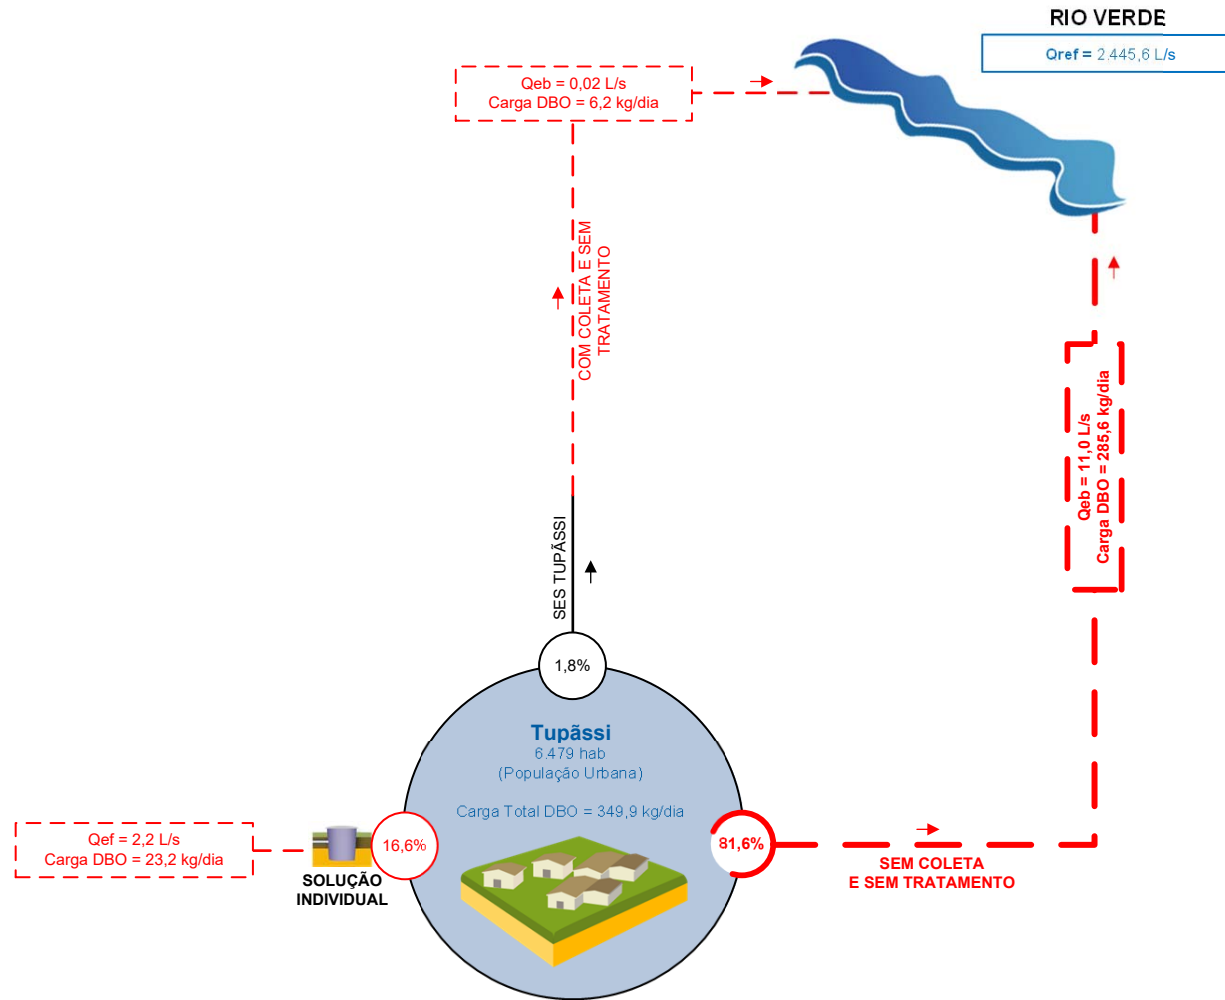 RIO VERDE
Qref = 2.445,6 L/s
Qeb = 0,02 L/s
Carga DBO = 6,2 kg/dia
COM COLETA E SEM
TRATAMENTO
Qeb = 11,0 L/s
Carga DBO = 285,6 kg/dia
SES TUPÃSSI
1,8%
Tupãssi
6.479 hab
(População Urbana)
Carga Total DBO = 349,9 kg/dia
Qef = 2,2 L/s
Carga DBO = 23,2 kg/dia
16,6%
81,6%
SOLUÇÃO
INDIVIDUAL
SEM COLETA
E SEM TRATAMENTO